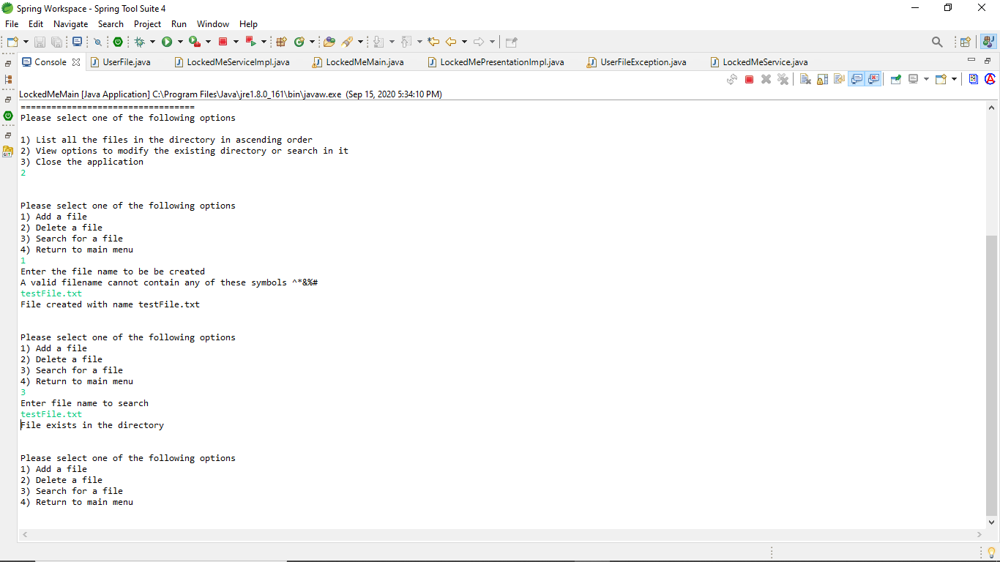 Spring Workspace - Spring Tool Suite 4
File Edit Navigate Search Project Run Window Help
Console UserFile.java LockedMeServiceImpl.java LockedMeMain.java LockedMePresentationImpl.java UserFileException.java LockedMeService.java
LockedMeMain [Java Application] C:\Program Files\Java\jre1.8.0_161\bin\javaw.exe (Sep 15, 2020 5:34:10 PM)
==================================
Please select one of the following options
1) List all the files in the directory in ascending order
2) View options to modify the existing directory or search in it
3) Close the application
2
Please select one of the following options
1) Add a file
2) Delete a file
3) Search for a file
4) Return to main menu
1
Enter the file name to be be created
A valid filename cannot contain any of these symbols ^*&%#
testFile.txt
File created with name testFile.txt
Please select one of the following options
1) Add a file
2) Delete a file
3) Search for a file
4) Return to main menu
3
Enter file name to search
testFile.txt
File exists in the directory
Please select one of the following options
1) Add a file
2) Delete a file
3) Search for a file
4) Return to main menu
GIT